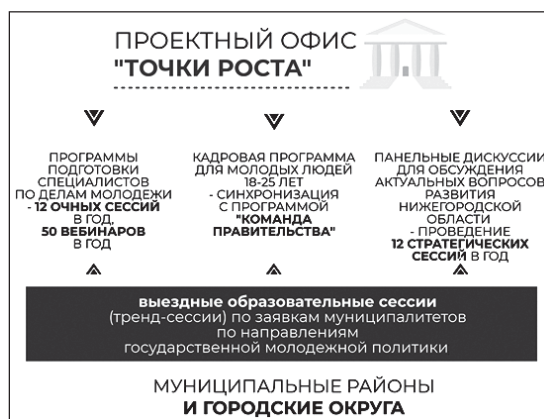 ПРОЕКТНЫЙ ОФИС
"ТОЧКИ РОСТА"
ПРОГРАММЫ
ПОДГОТОВКИ
СПЕЦИАЛИСТОВ
ПО ДЕЛАМ МОЛОДЕЖИ
- 12 ОЧНЫХ СЕССИЙ
В ГОД,
50 ВЕБИНАРОВ
В ГОД
КАДРОВАЯ ПРОГРАММА
ДЛЯ МОЛОДЫХ ЛЮДЕЙ
18-25 ЛЕТ
- СИНХРОНИЗАЦИЯ
С ПРОГРАММОЙ
"КОМАНДА
ПРАВИТЕЛЬСТВА"
ПАНЕЛЬНЫЕ ДИСКУССИИ
ДЛЯ ОБСУЖДЕНИЯ
АКТУАЛЬНЫХ ВОПРОСОВ
РАЗВИТИЯ
НИЖЕГОРОДСКОЙ
ОБЛАСТИ
- ПРОВЕДЕНИЕ
12 СТРАТЕГИЧЕСКИХ
СЕССИЙ В ГОД
выездные образовательные сессии
(тренд-сессии) по заявкам муниципалитетов
по направлениям
государственной молодежной политики
МУНИЦИПАЛЬНЫЕ РАЙОНЫ
И ГОРОДСКИЕ ОКРУГА